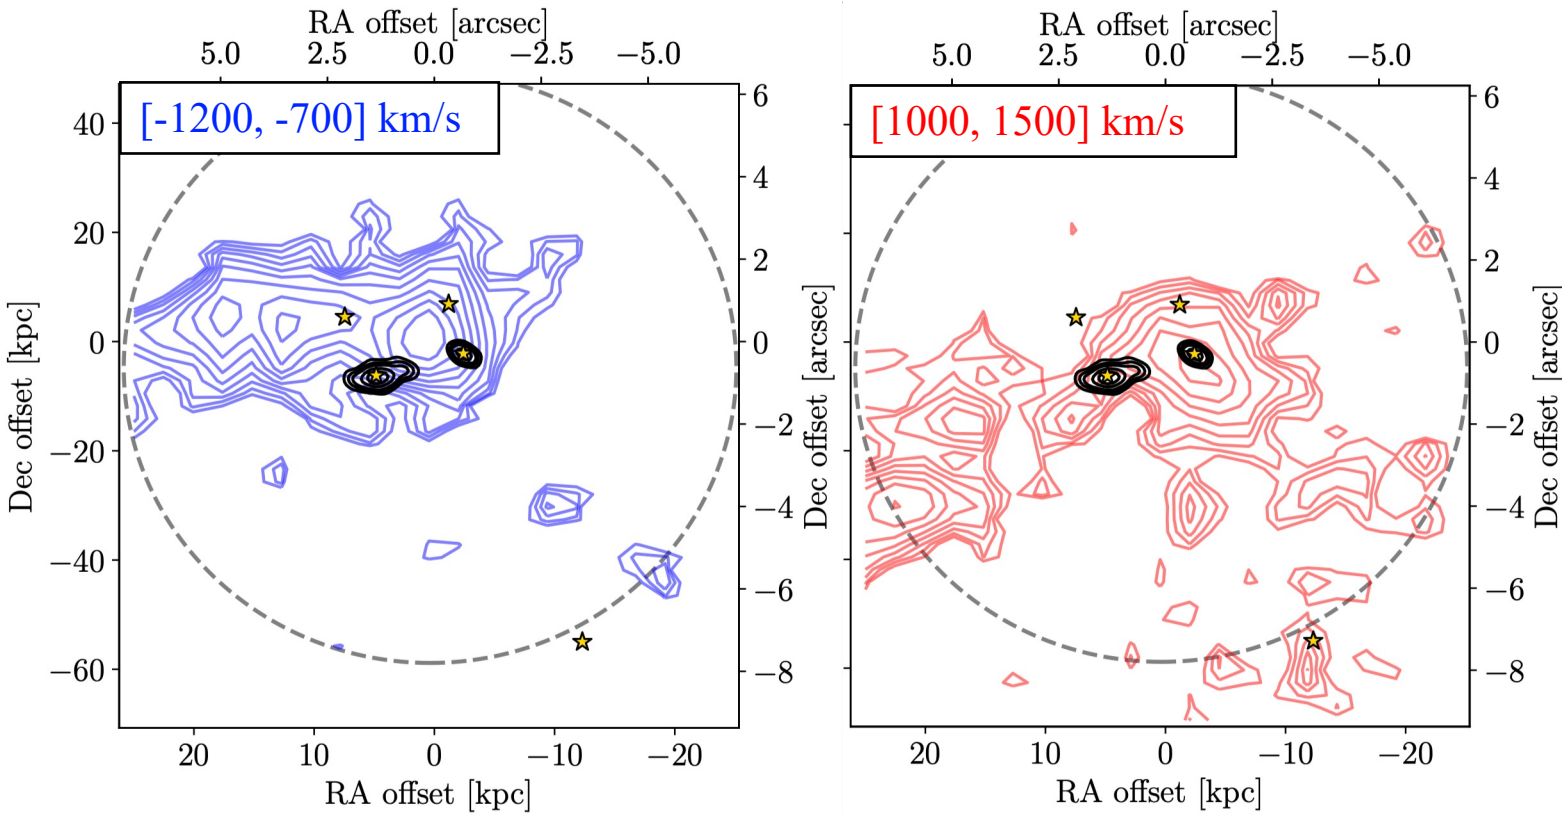 RA offset [arcsec]
5.0 2.5 0.0 −2.5 −5.0
[-1200, -700] km/s
40
20
0
−20
−40
−60
Dec offset [kpc]
6
4
2
0
−2
−4
−6
−8
Dec offset [arcsec]
20 10 0 −10 −20
RA offset [kpc]
RA offset [arcsec]
5.0 2.5 0.0 −2.5 −5.0
[1000, 1500] km/s
6
4
2
0
−2
−4
−6
−8
Dec offset [arcsec]
20 10 0 −10 −20
RA offset [kpc]